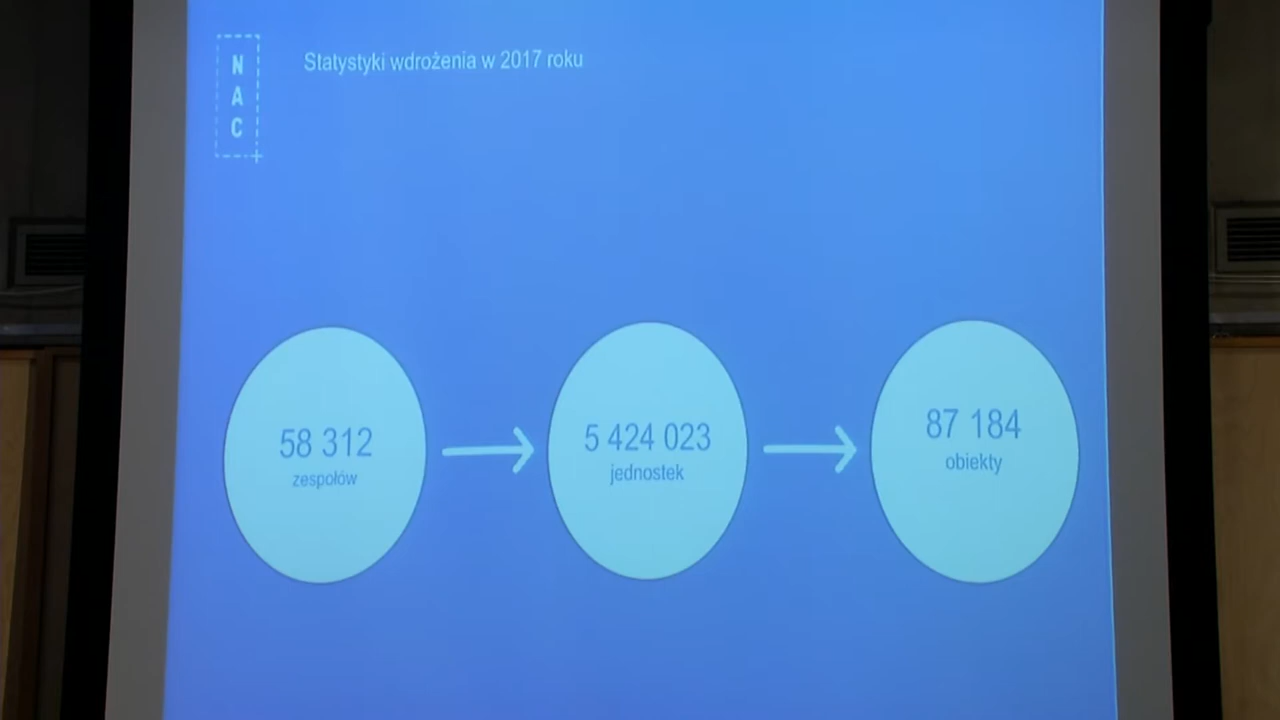 N
A
C
Statystyki wdrożenia w 2017 roku
58 312
zespołów
5 424 023
jednostek
87 184
obiekty